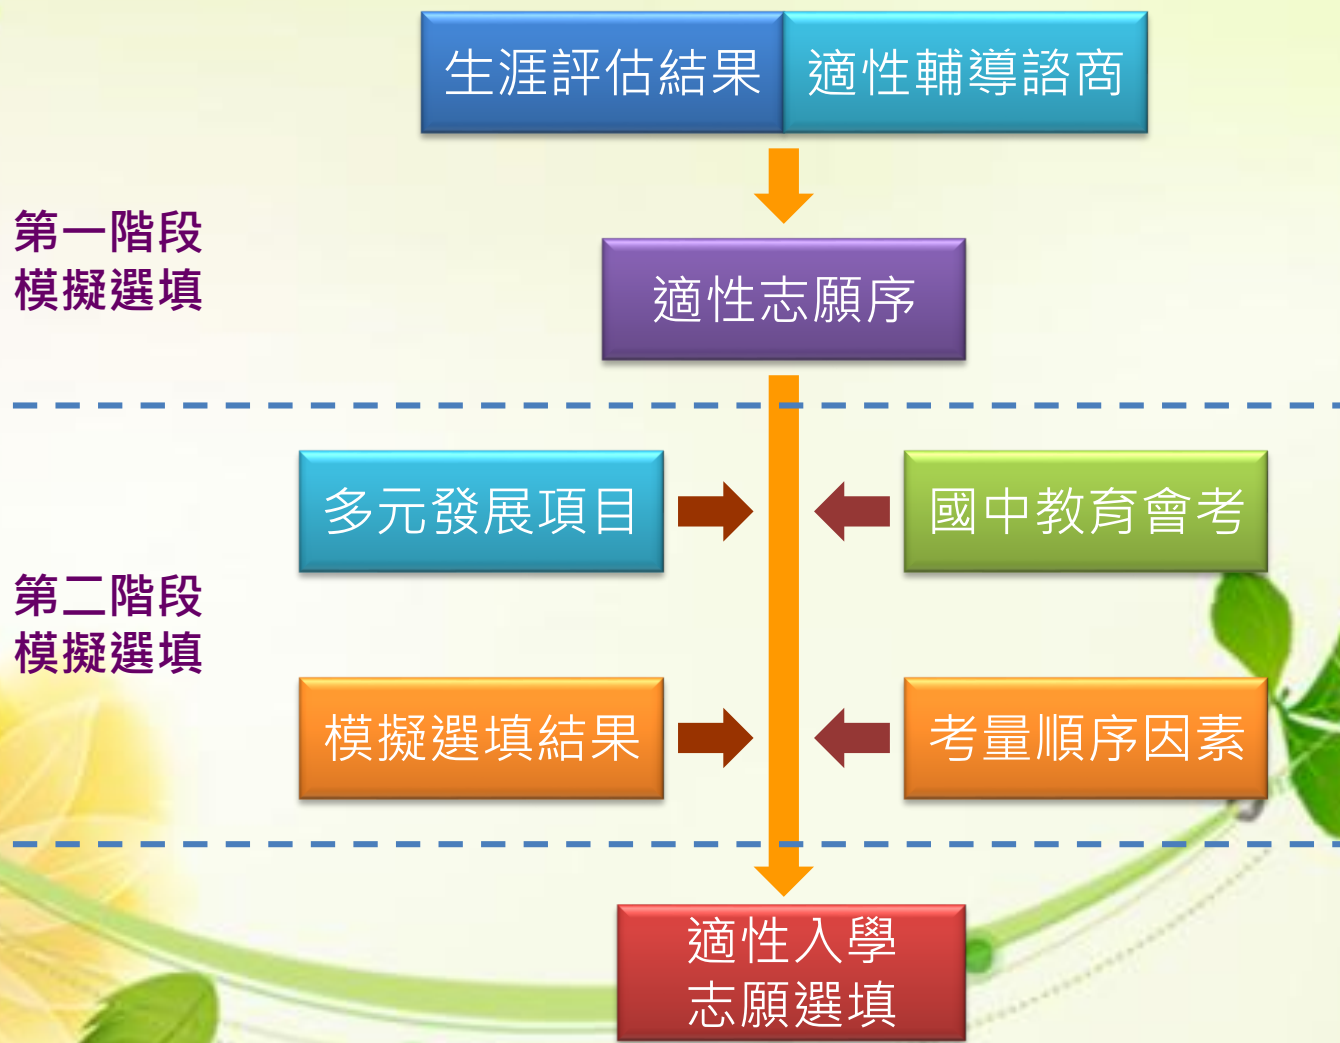 生涯評估結果
適性輔導諮商
第一階段
模擬選填
適性志願序
多元發展項目
國中教育會考
第二階段
模擬選填
模擬選填結果
考量順序因素
適性入學
志願選填